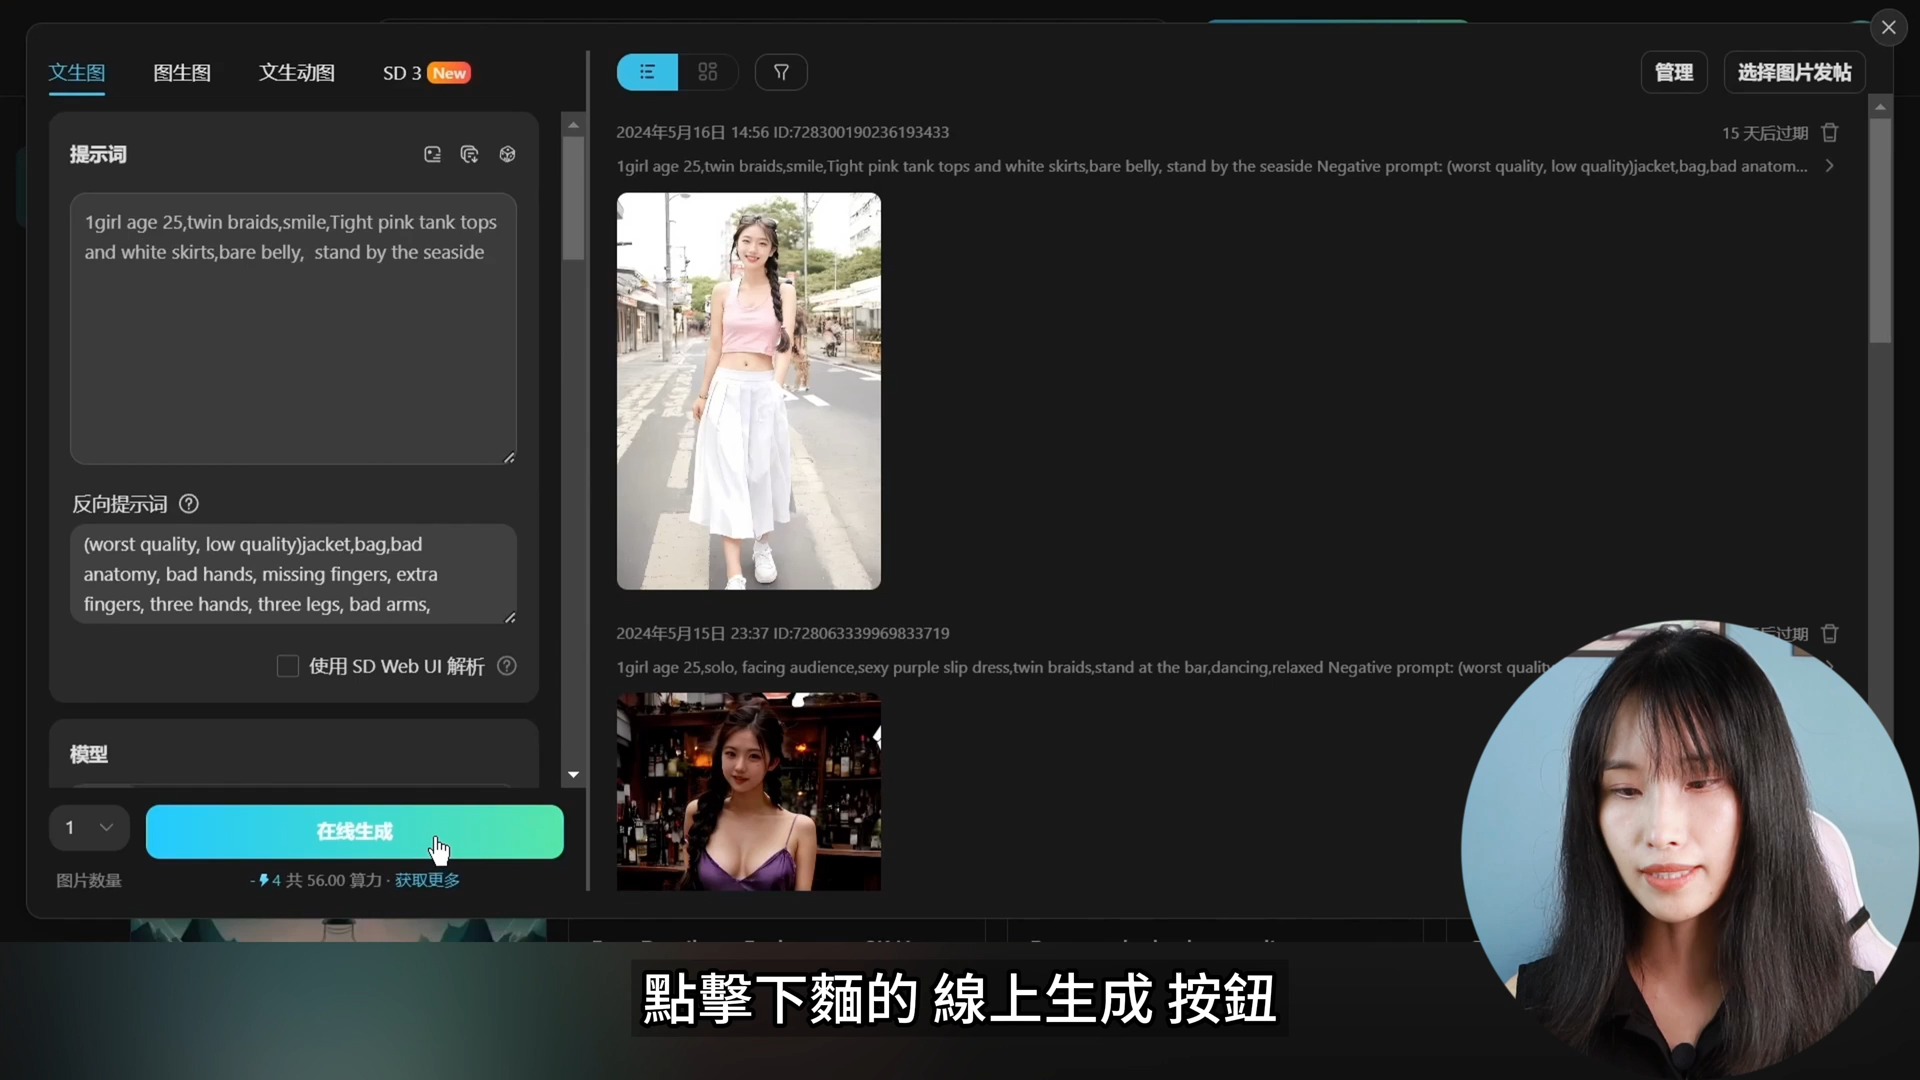 文生图
图生图
文生动图
SD 3 New
管理
选择图片发帖
提示词
1girl age 25,twin braids,smile,Tight pink tank tops
and white skirts,bare belly,  stand by the seaside
反向提示词
(worst quality, low quality)jacket,bag,bad
anatomy, bad hands, missing fingers, extra
fingers, three hands, three legs, bad arms,
使用 SD Web UI 解析
模型
1
在线生成
图片数量
-4 共 56.00 算力 · 获取更多
2024年5月16日 14:56 ID:728300190236193433
15 天后过期
1girl age 25,twin braids,smile,Tight pink tank tops and white skirts,bare belly, stand by the seaside Negative prompt: (worst quality, low quality)jacket,bag,bad anatom...
2024年5月15日 23:37 ID:728063339969833719
后过期
1girl age 25,solo, facing audience,sexy purple slip dress,twin braids,stand at the bar,dancing,relaxed Negative prompt: (worst quality
點擊下麵的 線上生成 按鈕